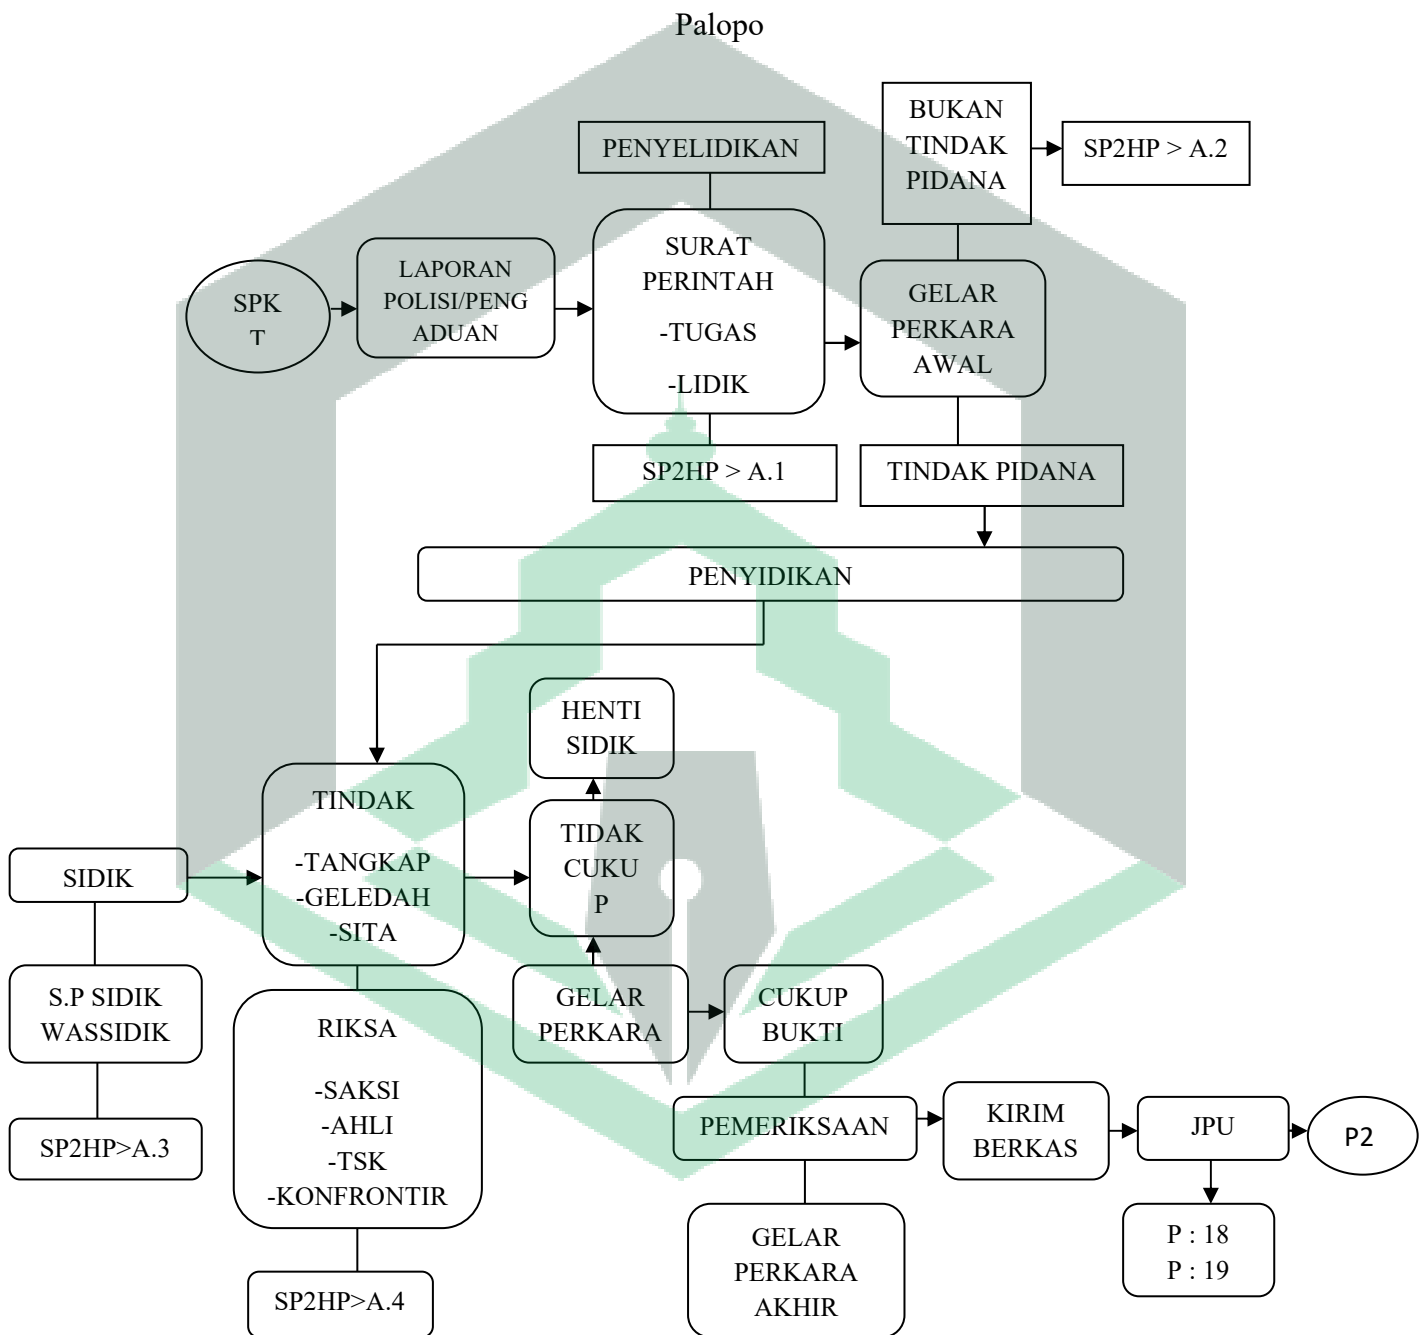 Palopo
PENYELIDIKAN
BUKAN
TINDAK
PIDANA
SP2HP > A.2
SPK
T
LAPORAN
POLISI/PENG
ADUAN
SURAT
PERINTAH
-TUGAS
-LIDIK
GELAR
PERKARA
AWAL
SP2HP > A.1
TINDAK PIDANA
PENYIDIKAN
HENTI
SIDIK
TINDAK
-TANGKAP
-GELEDAH
-SITA
TIDAK
CUKU
P
SIDIK
S.P SIDIK
WASSIDIK
SP2HP>A.3
RIKSA
-SAKSI
-AHLI
-TSK
-KONFRONTIR
SP2HP>A.4
GELAR
PERKARA
CUKUP
BUKTI
PEMERIKSAAN
KIRIM
BERKAS
JPU
P2
GELAR
PERKARA
AKHIR
P : 18
P : 19